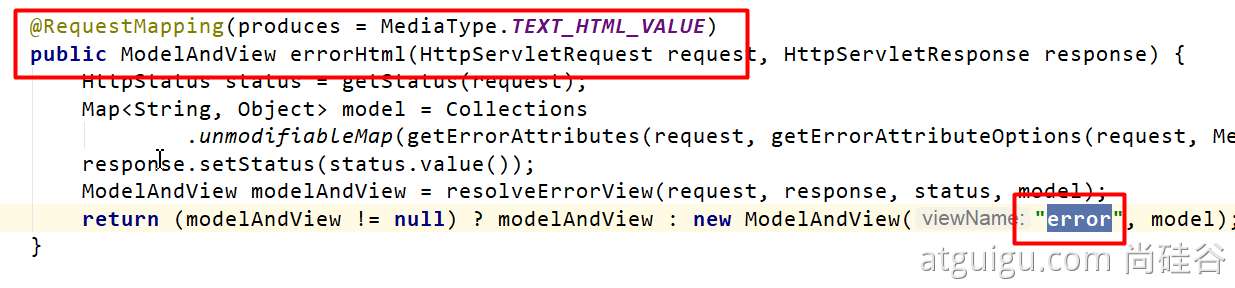 @RequestMapping(produces = MediaType.TEXT_HTML_VALUE)
public ModelAndView errorHtml(HttpServletRequest request, HttpServletResponse response) {
HttpStatus status = getStatus(request);
Map<String, Object> model = Collections
.unmodifiableMap(getErrorAttributes(request, getErrorAttributeOptions(request, Me
response.setStatus(status.value());
ModelAndView modelAndView = resolveErrorView(request, response, status, model);
return (modelAndView != null) ? modelAndView : new ModelAndView( viewName: "error", model);
}
atguigu.com 尚硅谷